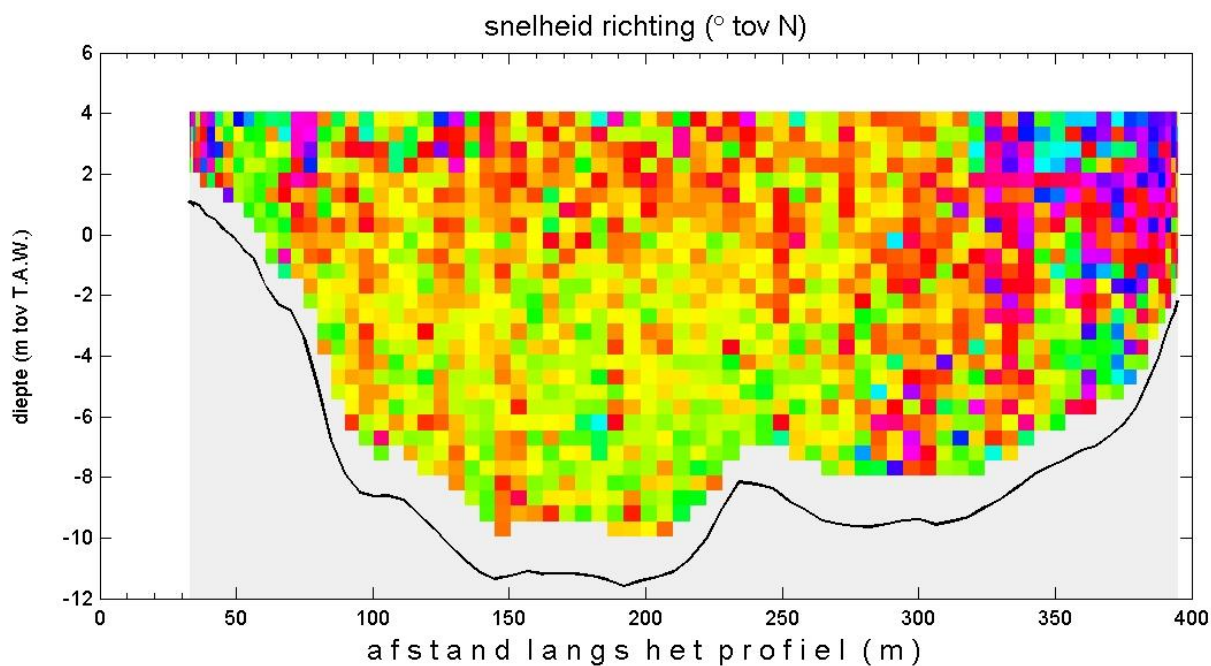 snelheid richting (° tov N)
6
4
2
0
-2
-4
-6
-8
-10
-12
diepte (m tov T.A.W.)
0 50 100 150 200 250 300 350 400
afstand langs het profiel (m)